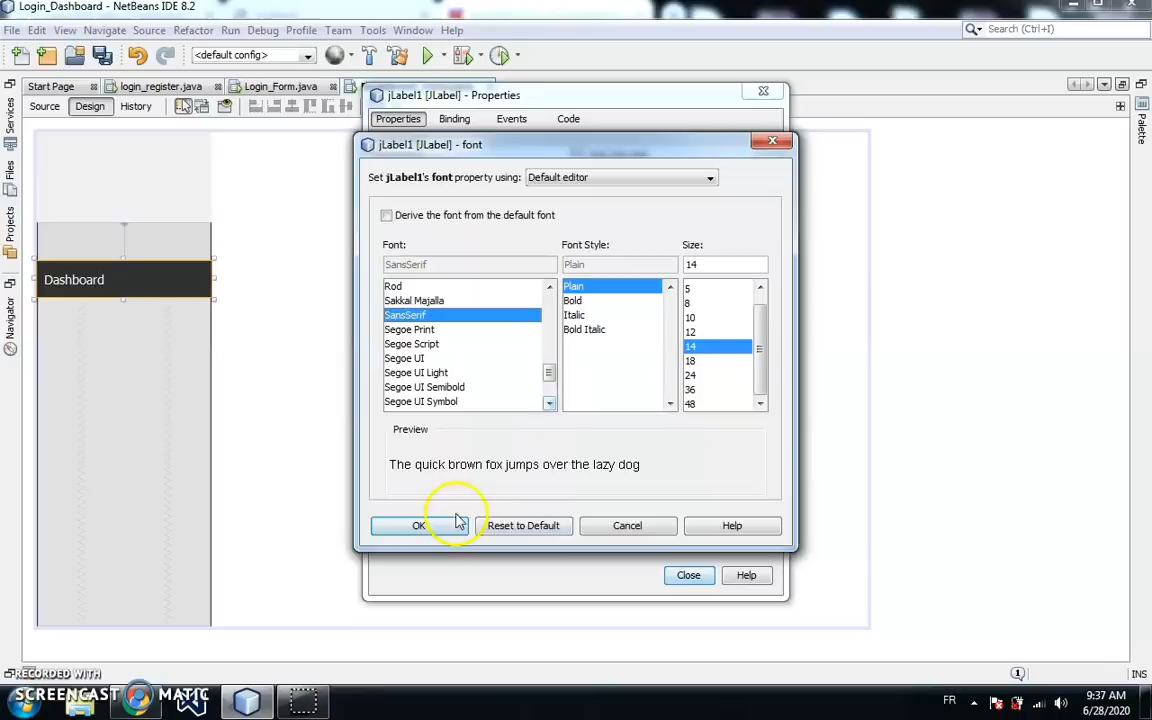 Login_Dashboard - NetBeans IDE 8.2
File Edit View Navigate Source Refactor Run Debug Profile Team Tools Window Help
Search (Ctrl+I)
<default config>
Start Page login_register.java Login_Form.java
Source Design History
Services
Files
Projects
Navigator
Palette
Dashboard
jLabel1 [JLabel] - Properties
Properties Binding Events Code
jLabel1 [JLabel] - font
Set jLabel1's font property using: Default editor
Derive the font from the default font
Font: Font Style: Size:
SansSerif Plain 14
Rod
Sakkal Majalla
SansSerif
Segoe Print
Segoe Script
Segoe UI
Segoe UI Light
Segoe UI Semibold
Segoe UI Symbol
Plain
Bold
Italic
Bold Italic
5
8
10
12
14
18
24
36
48
Preview
The quick brown fox jumps over the lazy dog
OK Reset to Default Cancel Help
Close Help
1 INS
RECORDED WITH
SCREENCAST MATIC
FR
9:37 AM
6/28/2020